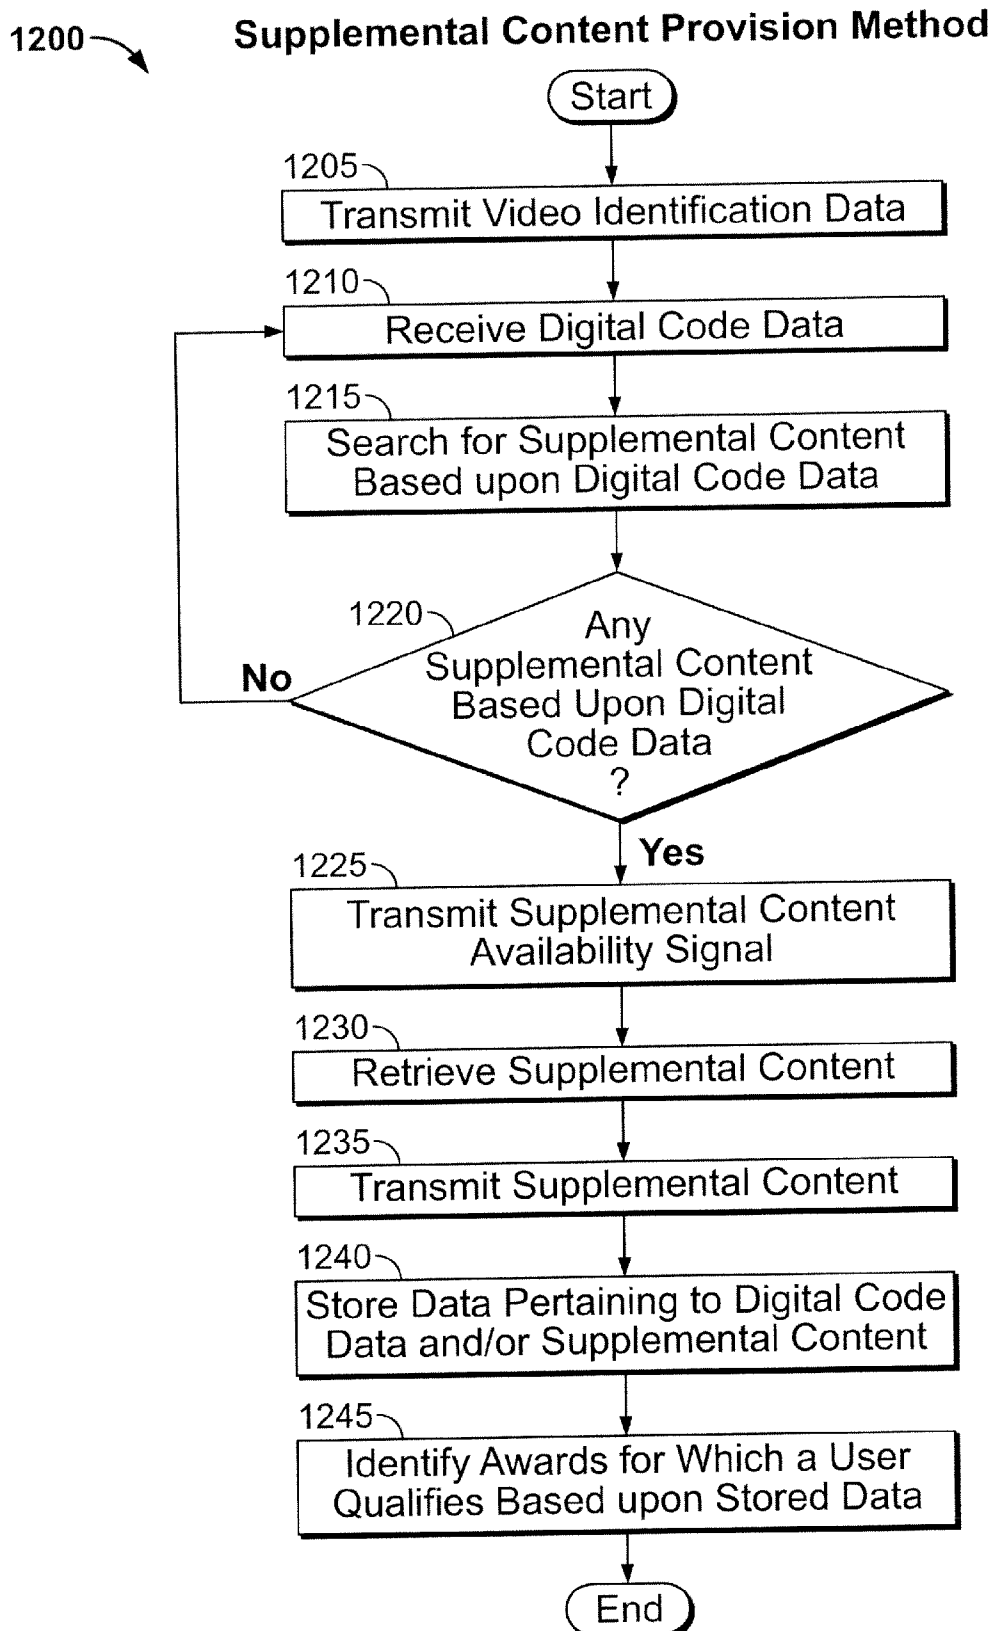 1200
Supplemental Content Provision Method
Start
1205
Transmit Video Identification Data
1210
Receive Digital Code Data
1215
Search for Supplemental Content
Based upon Digital Code Data
1220
Any
Supplemental Content
Based Upon Digital
Code Data
?
No
Yes
1225
Transmit Supplemental Content
Availability Signal
1230
Retrieve Supplemental Content
1235
Transmit Supplemental Content
1240
Store Data Pertaining to Digital Code
Data and/or Supplemental Content
1245
Identify Awards for Which a User
Qualifies Based upon Stored Data
End